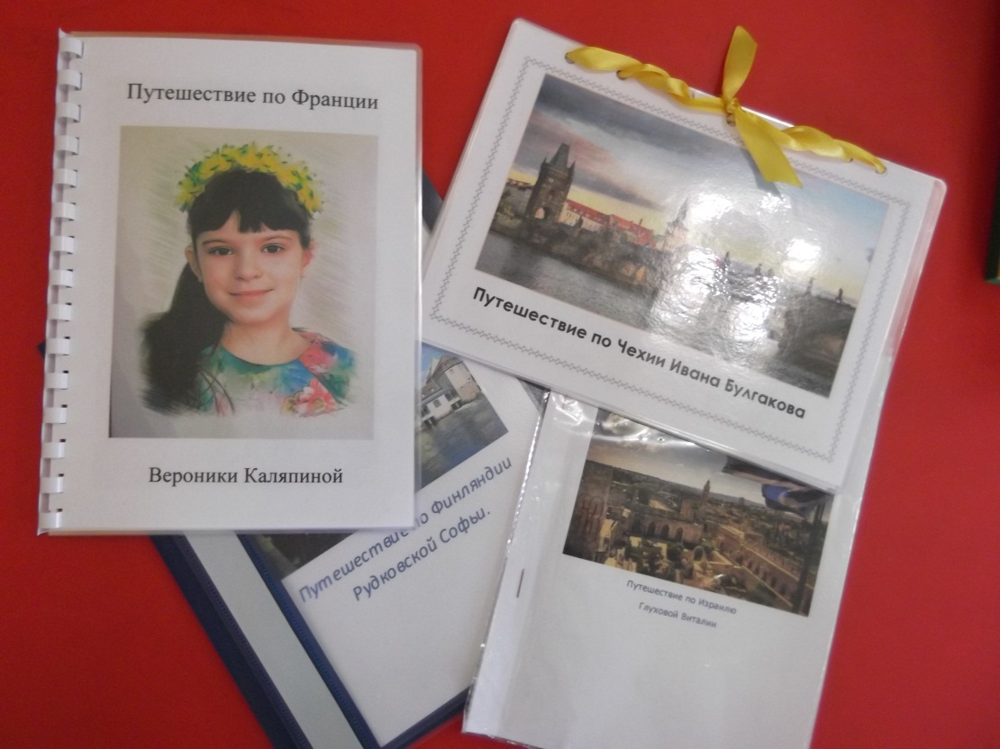 Путешествие по Франции
Вероники Каляпиной
Путешествие по Чехии Ивана Булгакова
Путешествие по Финляндии
Рудковской Софьи.
Путешествие по Израилю
Глуховой Виталии